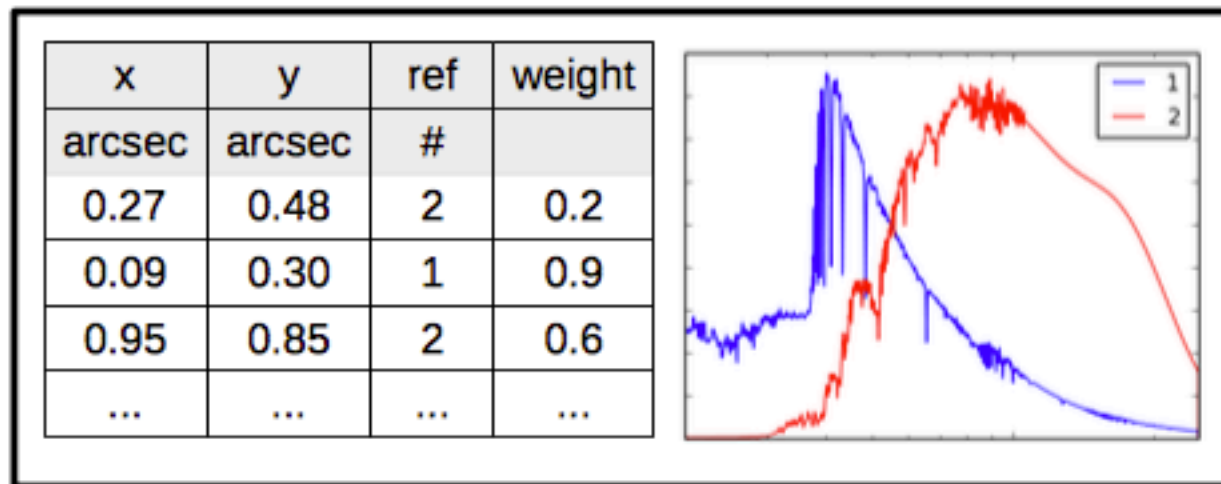 x y ref weight
arcsec arcsec #
0.27 0.48 2 0.2
0.09 0.30 1 0.9
0.95 0.85 2 0.6
... ... ... ...
1
2